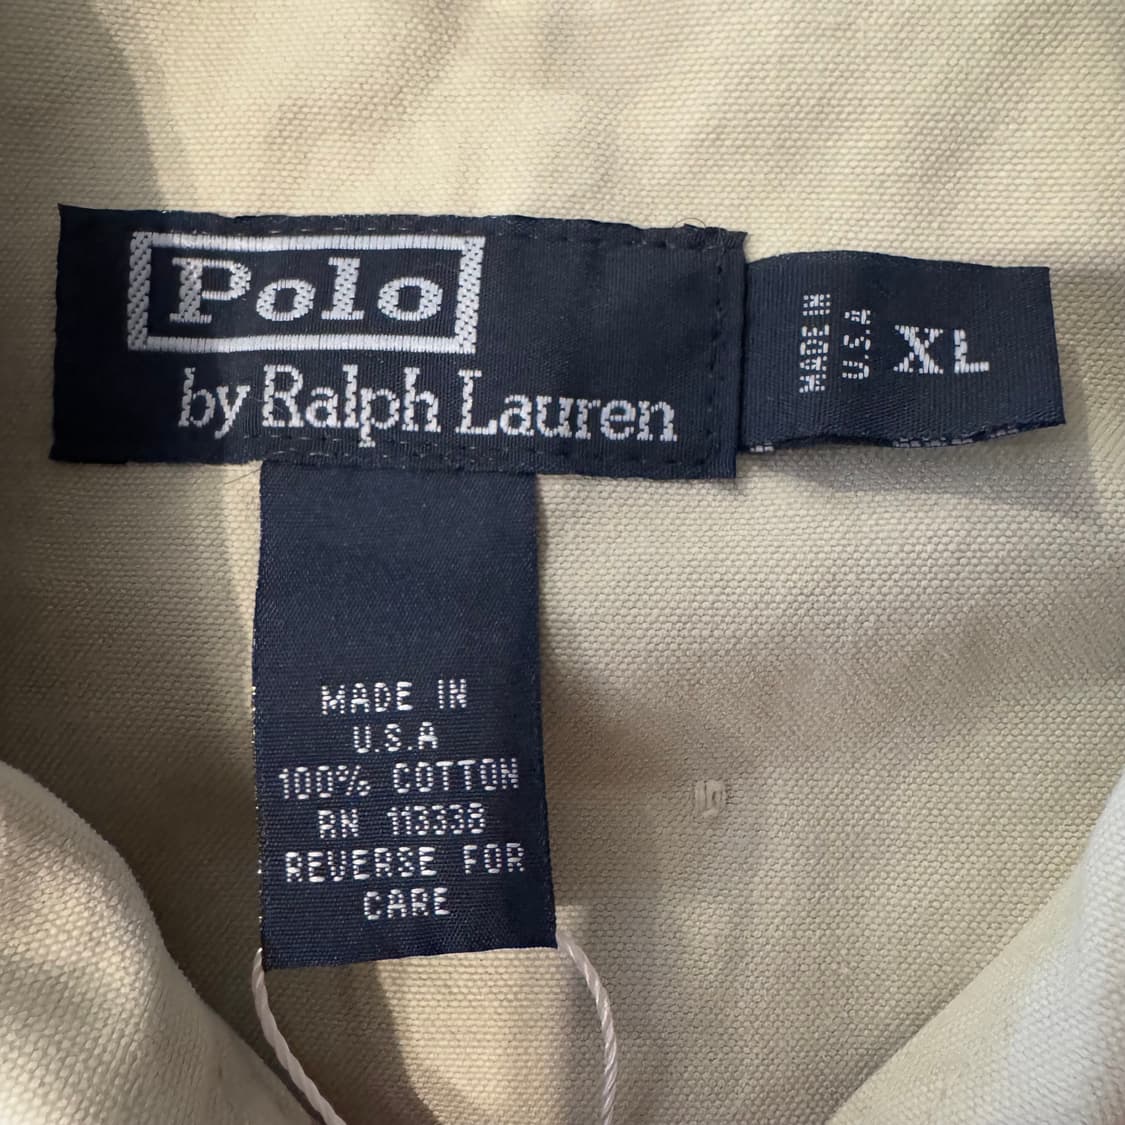 Polo
by Ralph Lauren
MADE IN
U.S.A
XL
MADE IN
U.S.A
100% COTTON
RN 113338
REVERSE FOR
CARE